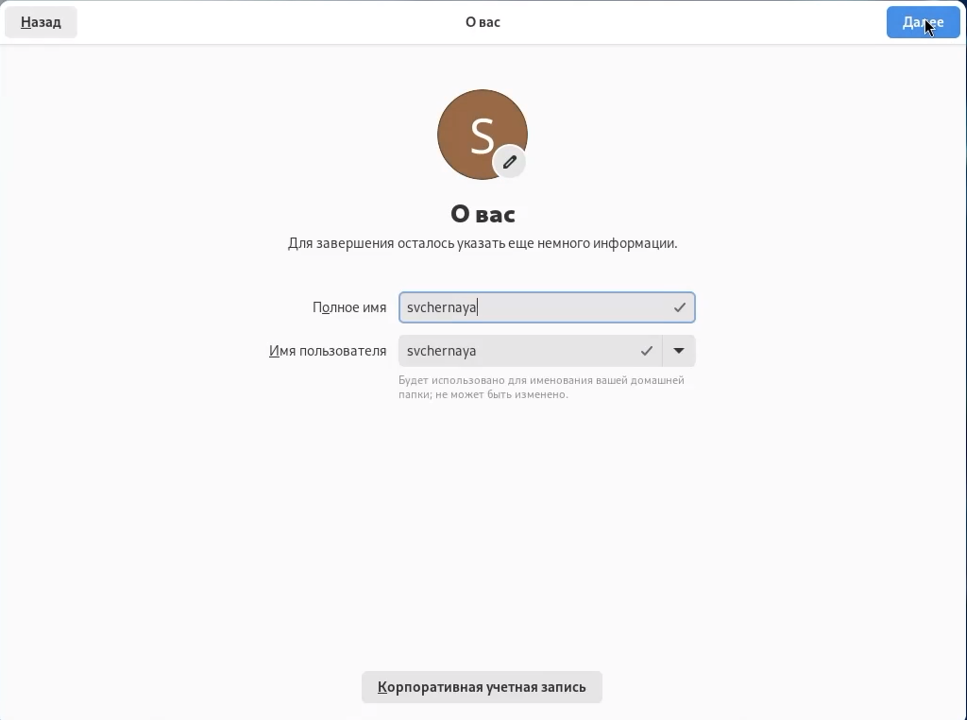 Назад
О вас
Далее
S
О вас
Для завершения осталось указать еще немного информации.
Полное имя
svchernaya
Имя пользователя
svchernaya
Будет использовано для именования вашей домашней
папки; не может быть изменено.
Корпоративная учетная запись